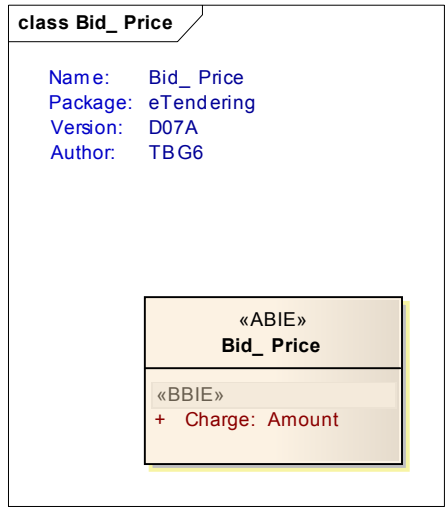 class Bid_ Price
Name: Bid_ Price
Package: eTendering
Version: D07A
Author: TBG6
«ABIE»
Bid_ Price
«BBIE»
+ Charge: Amount